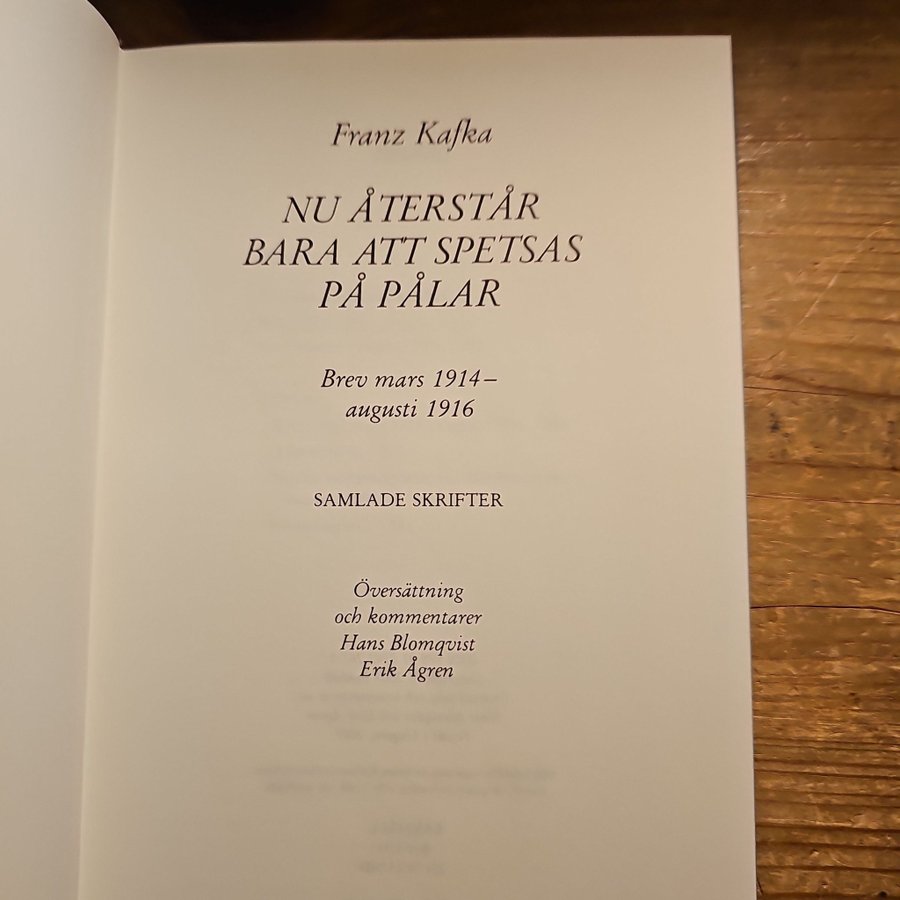 Franz Kafka
NU ÅTERSTÅR
BARA ATT SPETSAS
PÅ PÅLAR
Brev mars 1914–
augusti 1916
SAMLADE SKRIFTER
Översättning
och kommentarer
Hans Blomqvist
Erik Ågren